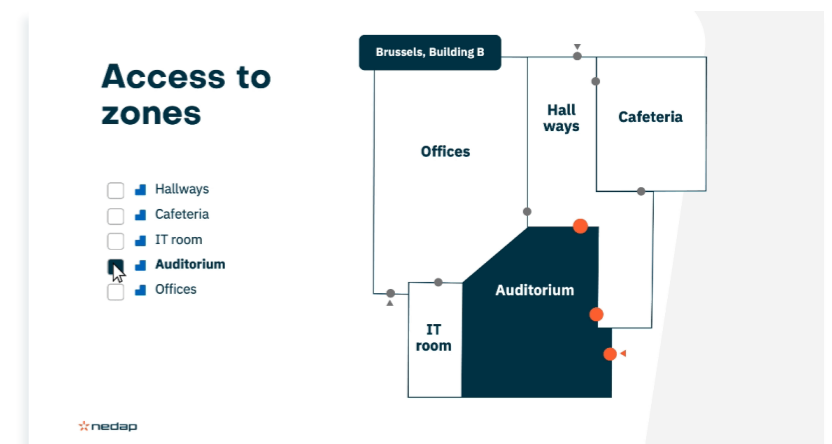 Brussels, Building B
Access to
zones
Hall
ways
Cafeteria
Offices
Hallways
Cafeteria
IT room
Auditorium
Offices
Auditorium
IT
room
nedap